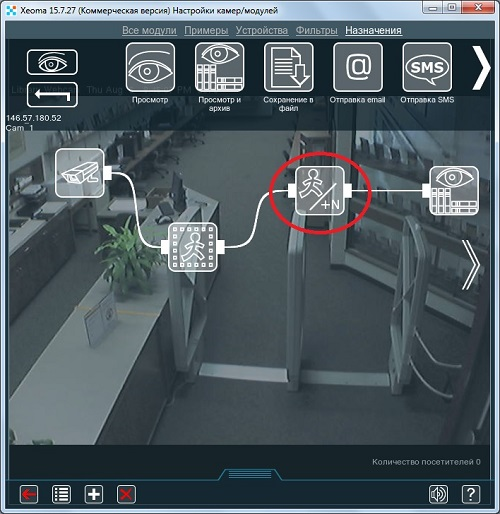 Xeoma 15.7.27 (Коммерческая версия) Настройки камер/модулей
Все модули Примеры Устройства Фильтры Назначения
@ SMS
Просмотр Просмотр и архив Сохранение в файл Отправка email Отправка SMS
146.57.180.52
Cam_1
+N
Количество посетителей 0
?